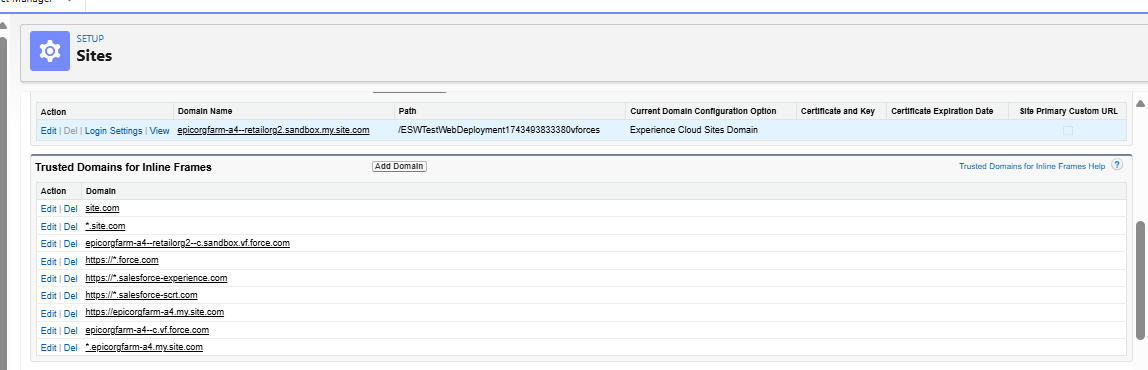 SETUP
Sites
Action Domain Name Path Current Domain Configuration Option Certificate and Key Certificate Expiration Date Site Primary Custom URL
Edit | Del | Login Settings | View epicorgfarm-a4--retailorg2.sandbox.my.site.com /ESWTestWebDeployment1743493833380vforces Experience Cloud Sites Domain
Trusted Domains for Inline Frames Add Domain Trusted Domains for Inline Frames Help ?
Action Domain
Edit | Del site.com
Edit | Del *.site.com
Edit | Del epicorgfarm-a4--retailorg2--c.sandbox.vf.force.com
Edit | Del https://*.force.com
Edit | Del https://*.salesforce-experience.com
Edit | Del https://*.salesforce-scrt.com
Edit | Del https://epicorgfarm-a4.my.site.com
Edit | Del epicorgfarm-a4--c.vf.force.com
Edit | Del *.epicorgfarm-a4.my.site.com